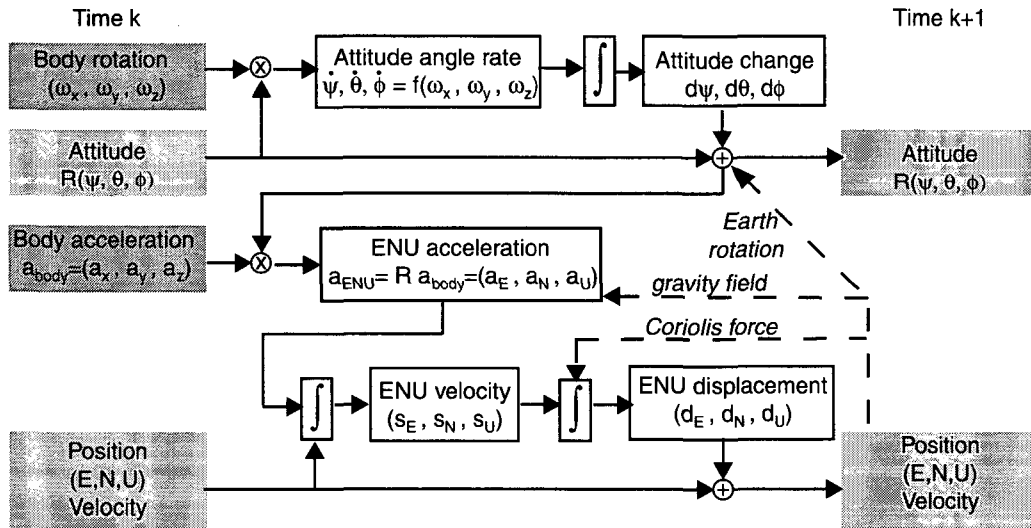 Time k
Time k+1
Body rotation
(ωx , ωy , ωz)
⊗
Attitude angle rate
ψ̇, θ̇, φ̇ = f(ωx , ωy , ωz)
∫
Attitude change
dψ, dθ, dφ
Attitude
R(ψ, θ, φ)
⊕
Attitude
R(ψ, θ, φ)
Body acceleration
abody=(ax , ay , az)
⊗
ENU acceleration
aENU= R abody=(aE , aN , aU)
Earth
rotation
gravity field
Coriolis force
∫
ENU velocity
(sE , sN , sU)
∫
ENU displacement
(dE , dN , dU)
Position
(E,N,U)
Velocity
⊕
Position
(E,N,U)
Velocity